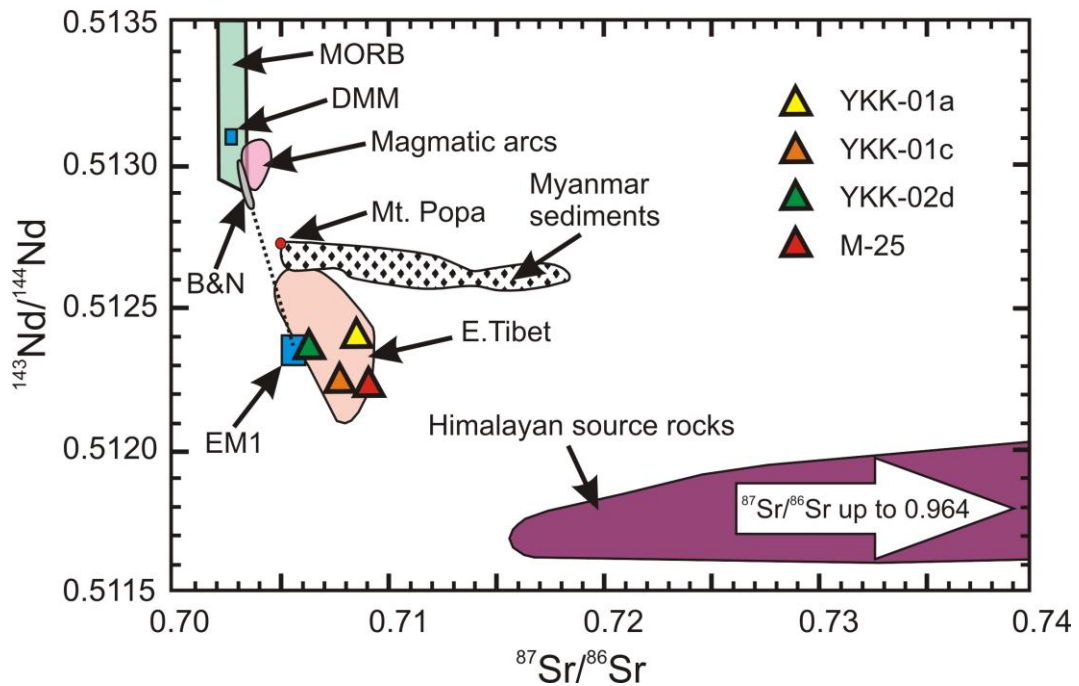 0.5135
0.5130
0.5125
0.5120
0.5115
¹⁴³Nd/¹⁴⁴Nd
MORB
DMM
Magmatic arcs
Mt. Popa
Myanmar
sediments
B&N
E.Tibet
EM1
Himalayan source rocks
⁸⁷Sr/⁸⁶Sr up to 0.964
YKK-01a
YKK-01c
YKK-02d
M-25
0.70
0.71
0.72
0.73
0.74
⁸⁷Sr/⁸⁶Sr